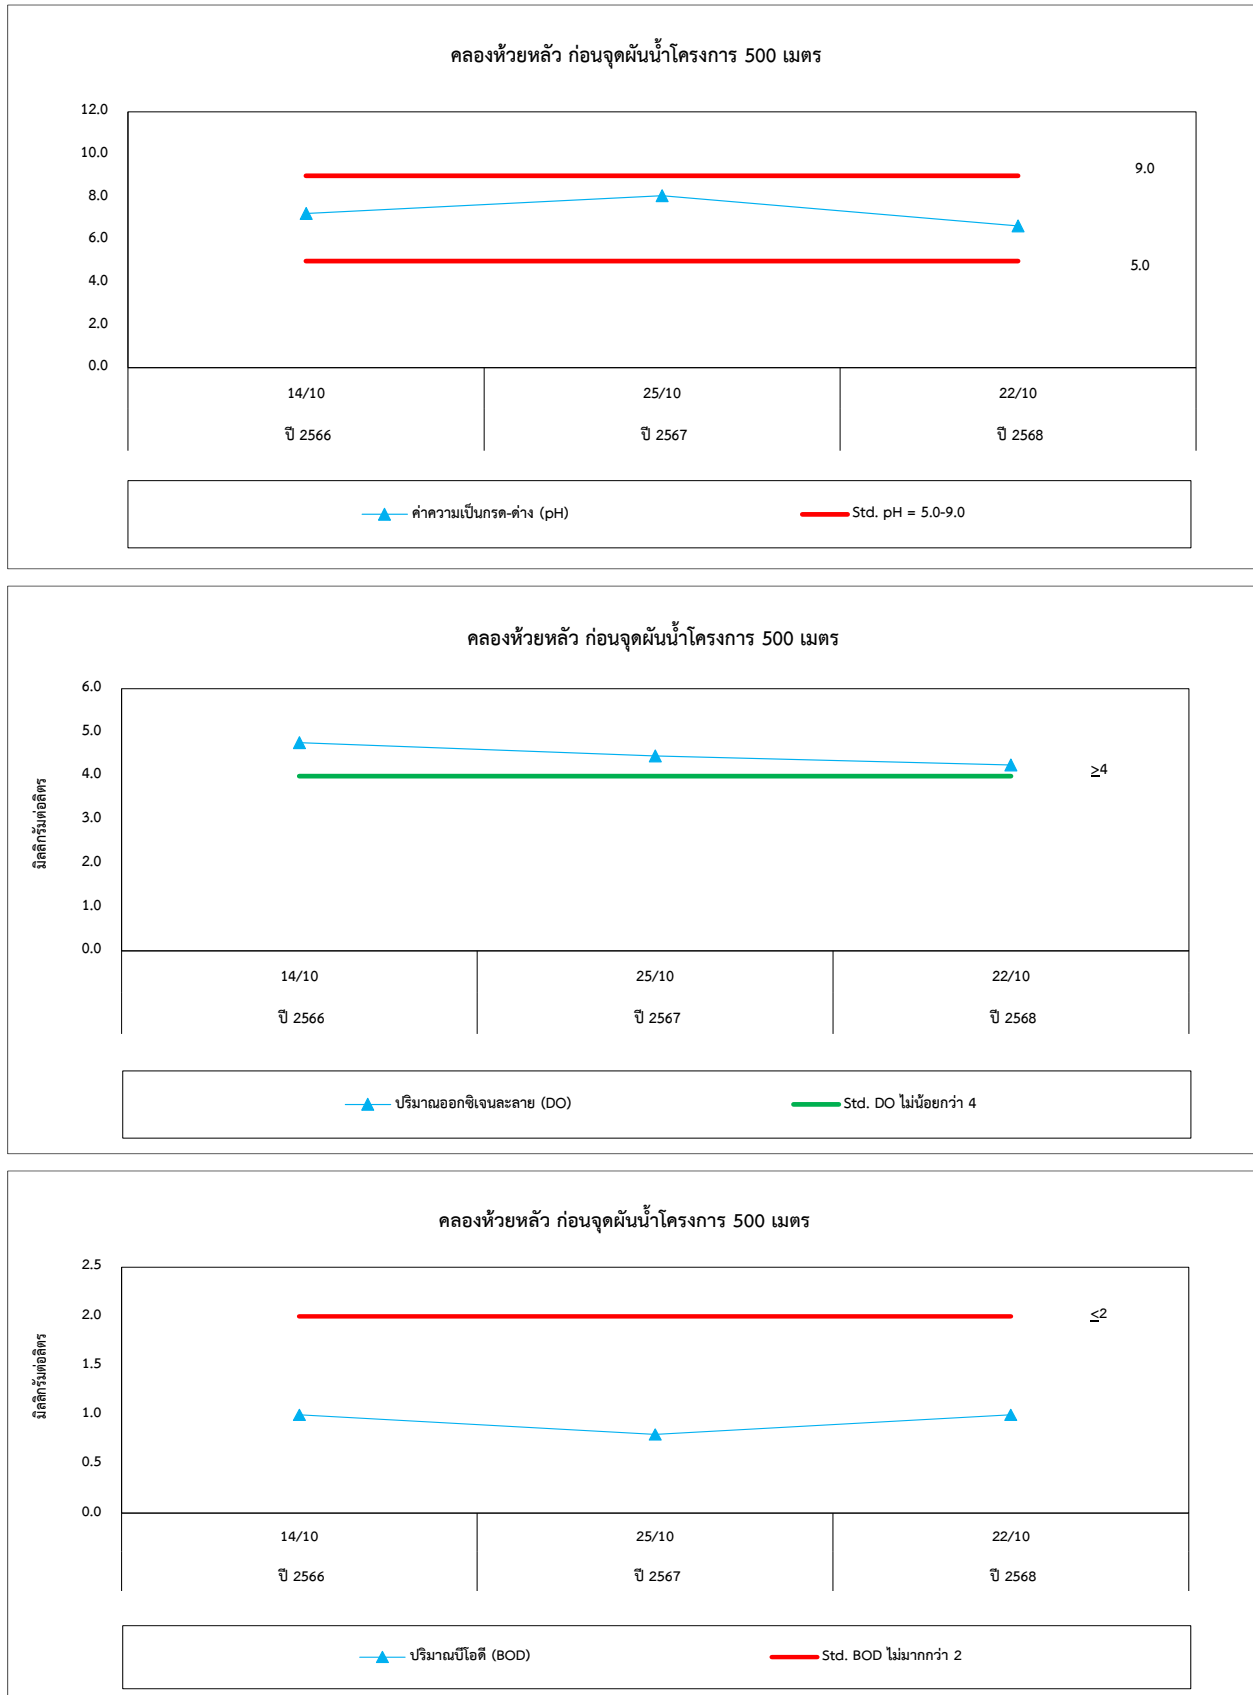 คลองห้วยหลัว ก่อนจุดผันน้ำโครงการ 500 เมตร
12.0
10.0
8.0
6.0
4.0
2.0
0.0
9.0
5.0
14/10 25/10 22/10
ปี 2566 ปี 2567 ปี 2568
ค่าความเป็นกรด-ด่าง (pH) Std. pH = 5.0-9.0
คลองห้วยหลัว ก่อนจุดผันน้ำโครงการ 500 เมตร
มิลลิกรัมต่อลิตร
6.0
5.0
4.0
3.0
2.0
1.0
0.0
≥4
14/10 25/10 22/10
ปี 2566 ปี 2567 ปี 2568
ปริมาณออกซิเจนละลาย (DO) Std. DO ไม่น้อยกว่า 4
คลองห้วยหลัว ก่อนจุดผันน้ำโครงการ 500 เมตร
มิลลิกรัมต่อลิตร
2.5
2.0
1.5
1.0
0.5
0.0
≤2
14/10 25/10 22/10
ปี 2566 ปี 2567 ปี 2568
ปริมาณบีโอดี (BOD) Std. BOD ไม่มากกว่า 2